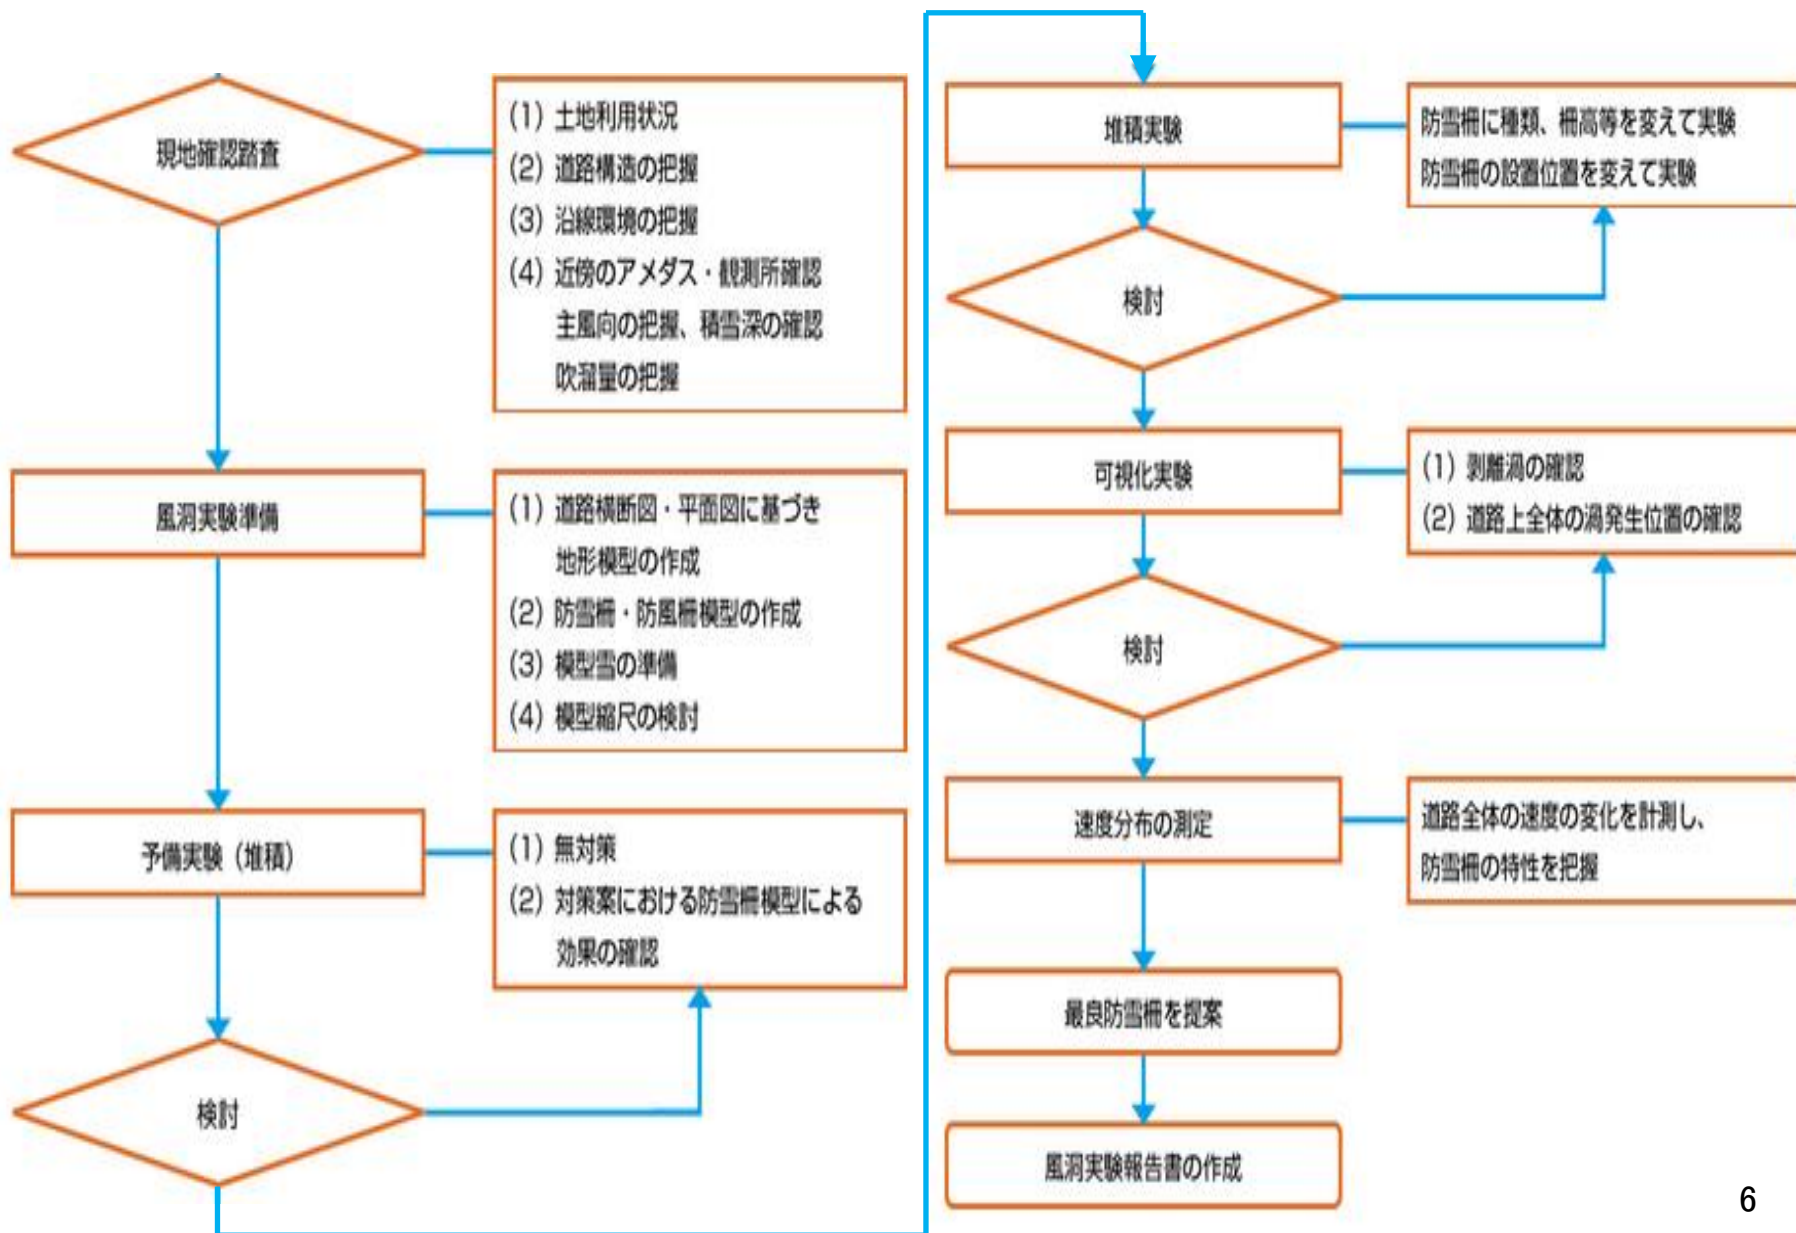 現地確認踏査
(1) 土地利用状況
(2) 道路構造の把握
(3) 沿線環境の把握
(4) 近傍のアメダス・観測所確認
主風向の把握、積雪深の確認
吹溜量の把握
風洞実験準備
(1) 道路横断図・平面図に基づき
地形模型の作成
(2) 防雪柵・防風柵模型の作成
(3) 模型雪の準備
(4) 模型縮尺の検討
予備実験（堆積）
(1) 無対策
(2) 対策案における防雪柵模型による
効果の確認
検討
堆積実験
防雪柵に種類、柵高等を変えて実験
防雪柵の設置位置を変えて実験
検討
可視化実験
(1) 剥離渦の確認
(2) 道路上全体の渦発生位置の確認
検討
速度分布の測定
道路全体の速度の変化を計測し、
防雪柵の特性を把握
最良防雪柵を提案
風洞実験報告書の作成
6